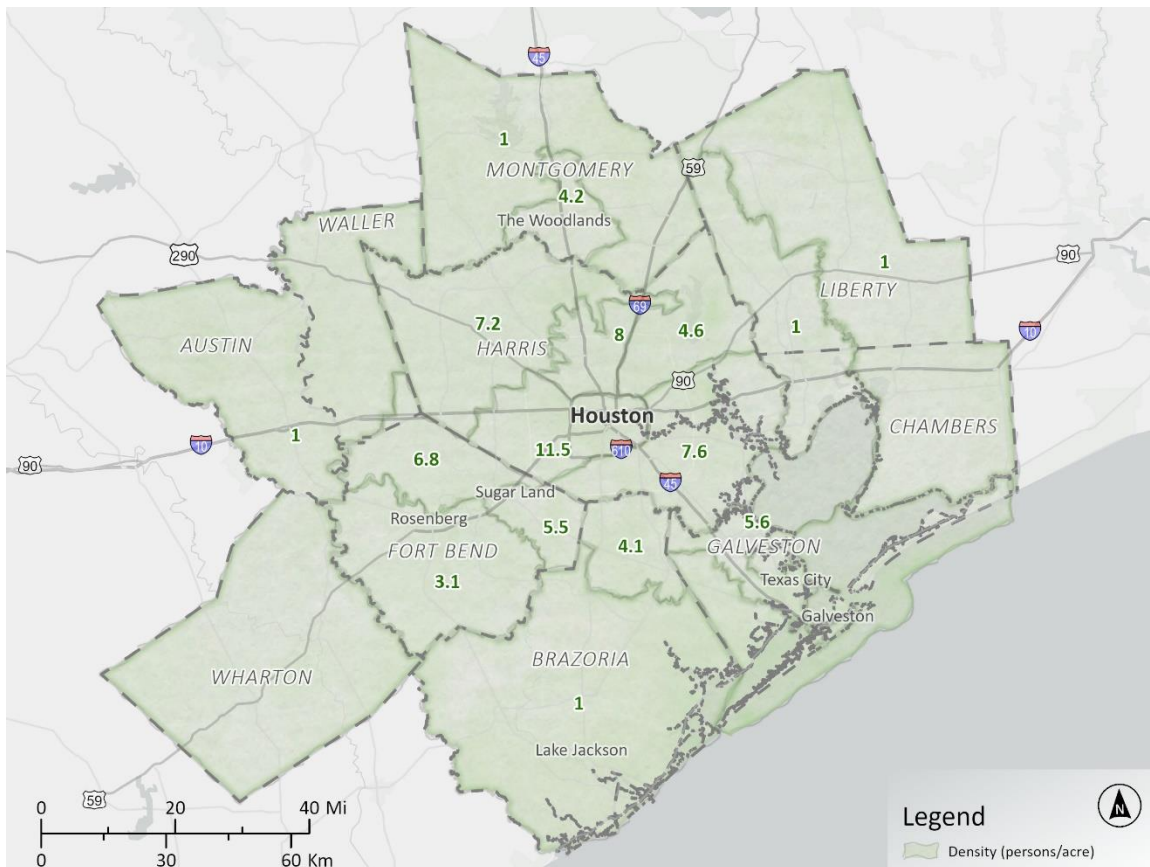 45
1
MONTGOMERY
59
4.2
The Woodlands
WALLER
290
90
1
LIBERTY
69
7.2
8
4.6
1
HARRIS
10
AUSTIN
90
Houston
CHAMBERS
1
10
11.5
610
7.6
6.8
90
45
Sugar Land
Rosenberg
5.5
5.6
4.1
GALVESTON
FORT BEND
3.1
Texas City
Galveston
BRAZORIA
WHARTON
1
Lake Jackson
59
0 20 40 Mi
0 30 60 Km
Legend
N
Density (persons/acre)